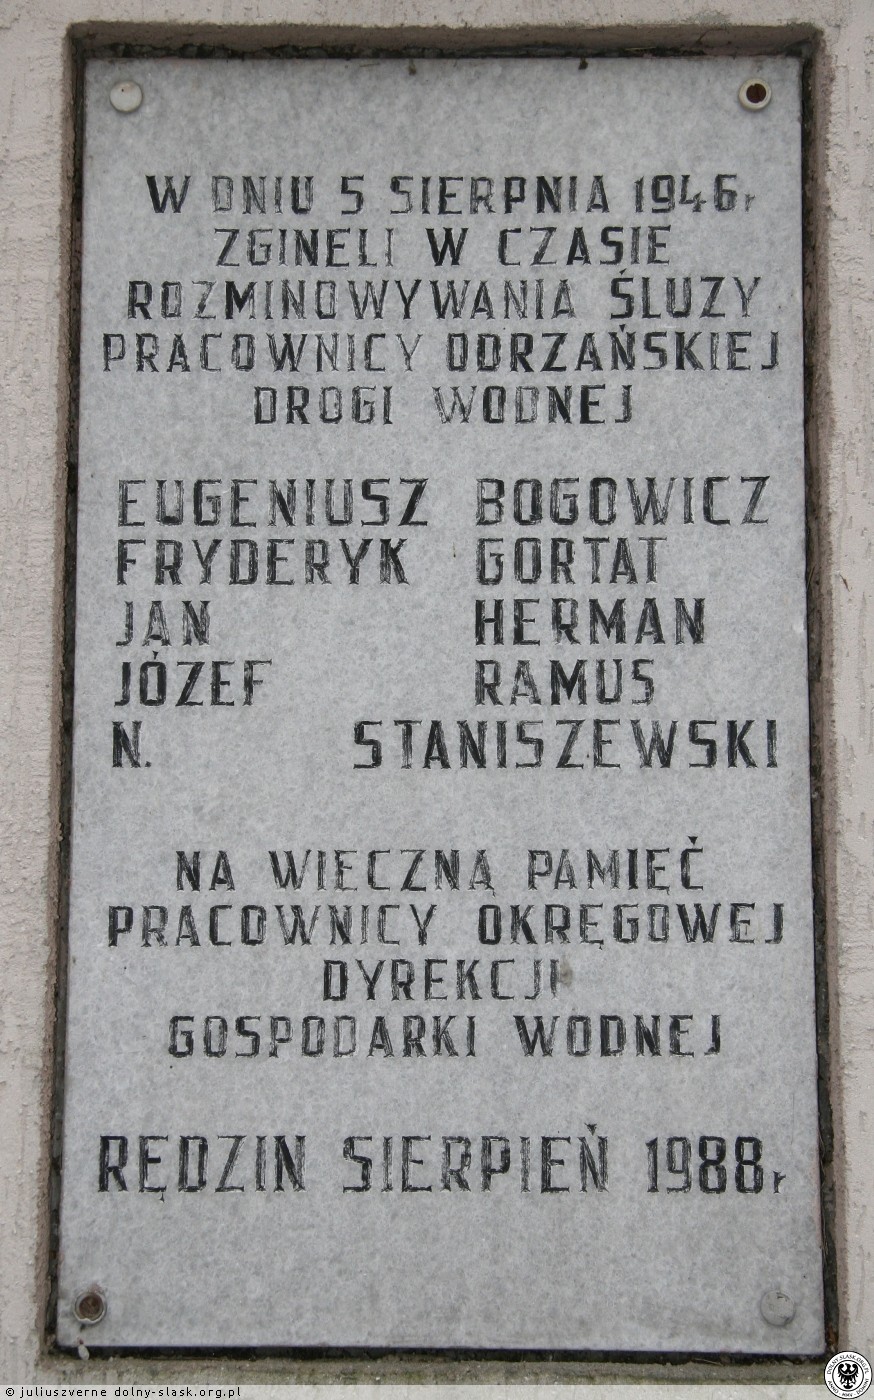 W DNIU 5 SIERPNIA 1946r
ZGINELI W CZASIE
ROZMINOWYWANIA ŚLUZY
PRACOWNICY ODRZAŃSKIEJ
DROGI WODNEJ
EUGENIUSZ BOGOWICZ
FRYDERYK GORTAT
JAN HERMAN
JÓZEF RAMUS
N. STANISZEWSKI
NA WIECZNĄ PAMIĘĆ
PRACOWNICY OKRĘGOWEJ
DYREKCJI
GOSPODARKI WODNEJ
RĘDZIN SIERPIEŃ 1988r
© juliuszverne dolny-slask.org.pl